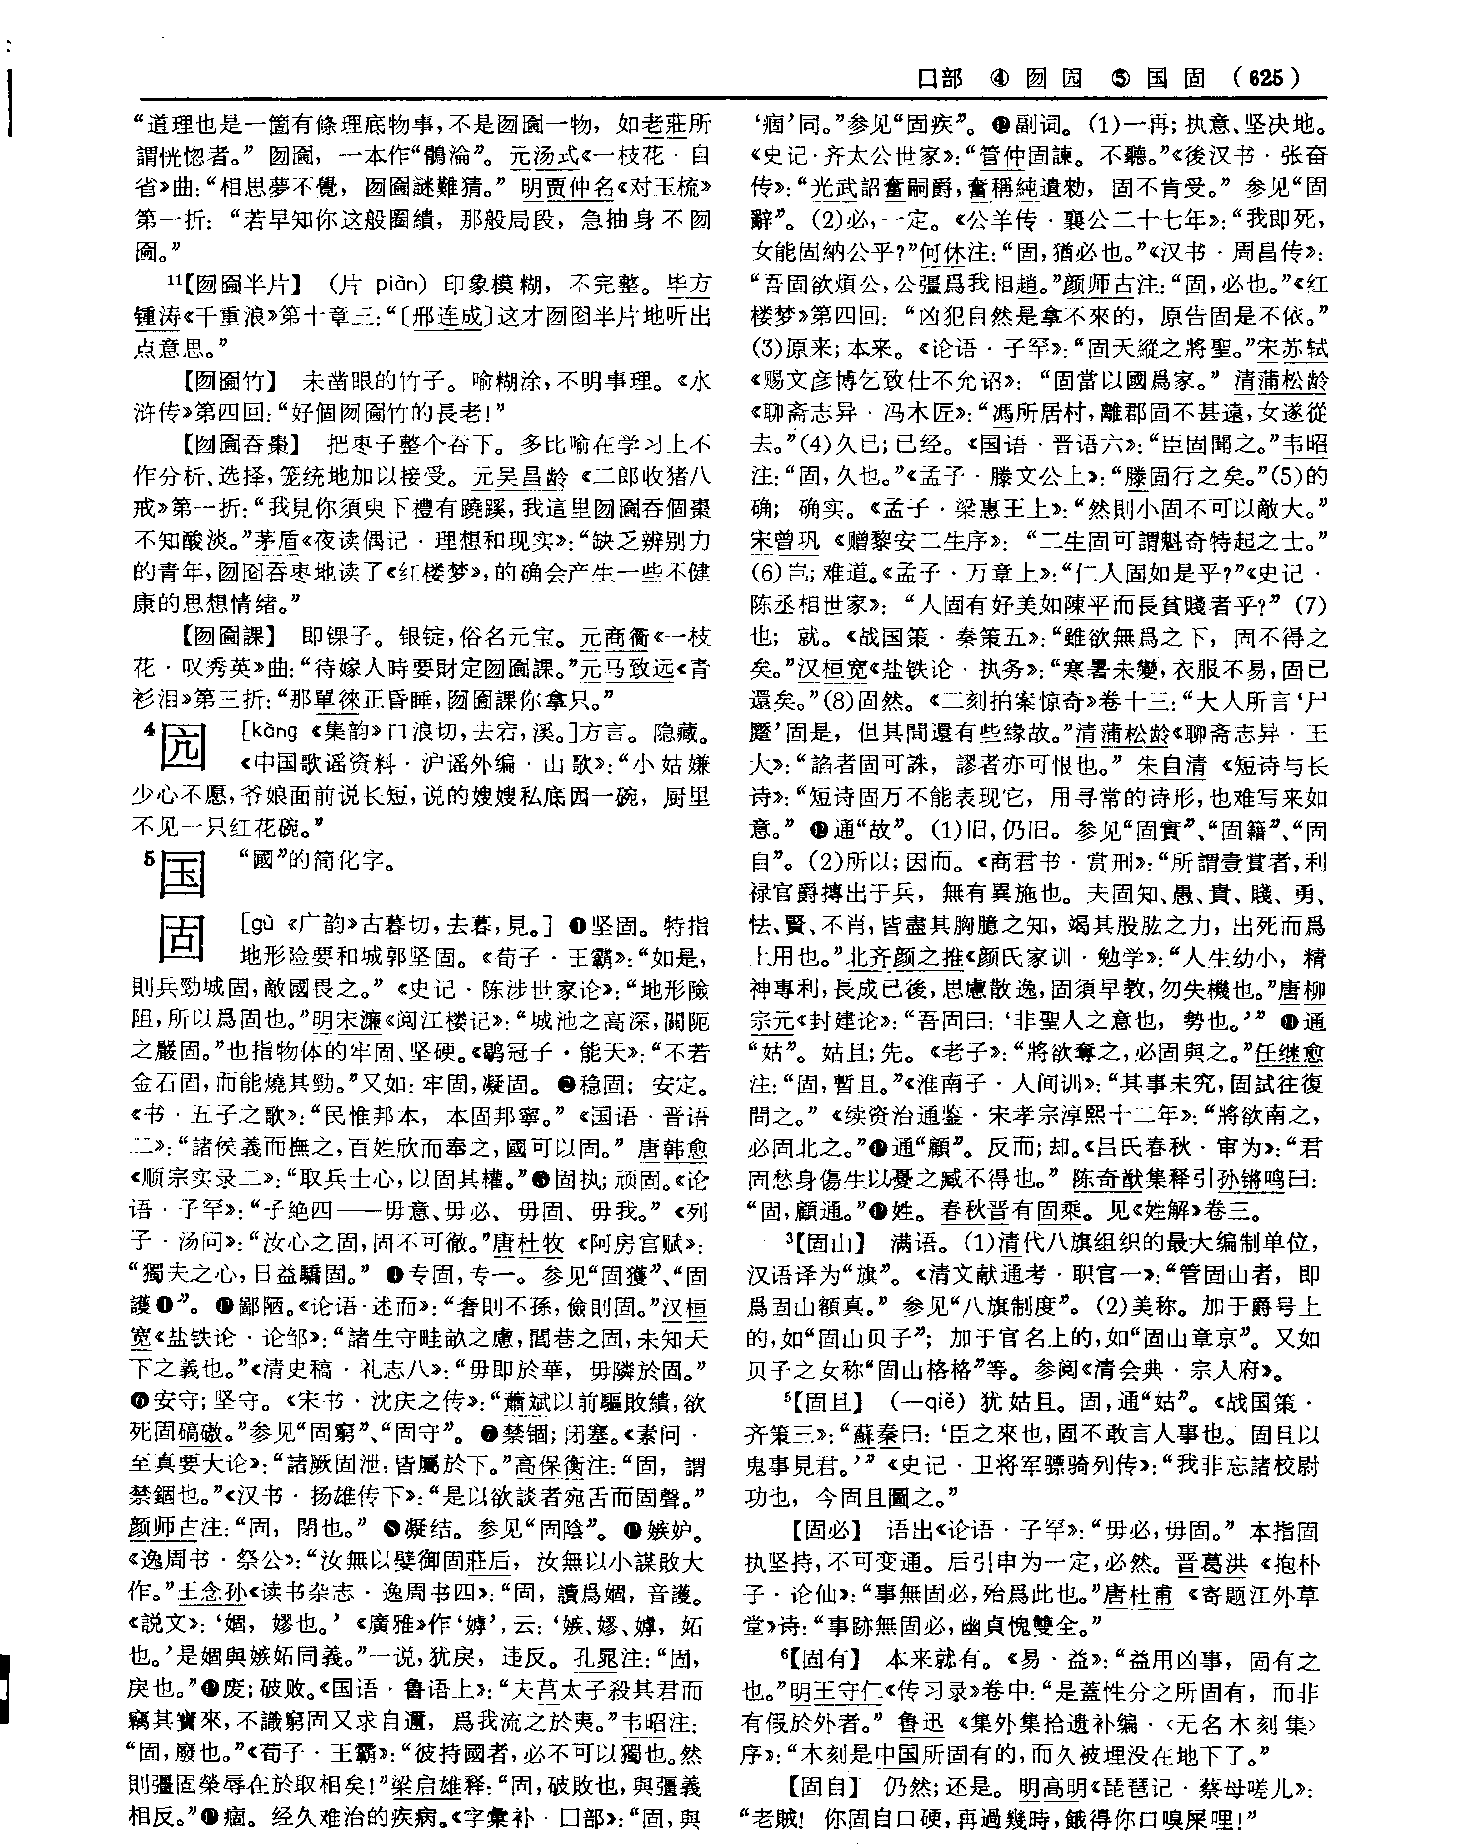 口部 ④ 囫 囥 ⑤ 国 固 (625)
“道理也是一箇有條理底物事，不是囫圇一物，如老莊所
謂恍惚者。” 囫圇，一本作“鶻淪”。元汤式《一枝花·自
省》曲：“相思夢不覺，囫圇謎難猜。” 明贾仲名《对玉梳》
第一折：“若早知你这般圈繢，那般局段，急抽身不囫
圇。”
11【囫圇半片】 （片 piàn）印象模糊，不完整。毕方
锺涛《千重浪》第十章三：“〔邢连成〕这才囫囵半片地听出
点意思。”
【囫圇竹】 未凿眼的竹子。喻糊涂，不明事理。《水
浒传》第四回：“好個囫圇竹的長老！”
【囫圇吞棗】 把枣子整个吞下。多比喻在学习上不
作分析、选择，笼统地加以接受。元吴昌龄《二郎收猪八
戒》第一折：“我見你須臾下禮有蹺蹊，我這里囫圇吞個棗
不知酸淡。”茅盾《夜读偶记·理想和现实》：“缺乏辨别力
的青年，囫囵吞枣地读了《红楼梦》，的确会产生一些不健
康的思想情绪。”
【囫圇課】 即锞子。银锭，俗名元宝。元商衟《一枝
花·叹秀英》曲：“待嫁人時要財定囫圇課。”元马致远《青
衫泪》第三折：“那單徠正昏睡，囫圇課你拿只。”
4 囥 [kàng《集韵》口浪切，去宕，溪。]方言。隐藏。
《中国歌谣资料·沪谣外编·山歌》：“小姑嫌
少心不愿，爷娘面前说长短，说的嫂嫂私底囥一碗，厨里
不见一只红花碗。”
5 国 “國”的简化字。
固 [gù《广韵》古暮切，去暮，見。] ❶坚固。特指
地形险要和城郭坚固。《荀子·王霸》：“如是，
則兵勁城固，敵國畏之。”《史记·陈涉世家论》：“地形險
阻，所以爲固也。”明宋濂《阅江楼记》：“城池之高深，關阨
之嚴固。”也指物体的牢固、坚硬。《鹖冠子·能天》：“不若
金石固，而能燒其勁。”又如：牢固，凝固。 ❷稳固；安定。
《书·五子之歌》：“民惟邦本，本固邦寧。”《国语·晋语
二》：“諸侯義而撫之，百姓欣而奉之，國可以固。” 唐韩愈
《顺宗实录二》：“取兵士心，以固其權。”❸固执；顽固。《论
语·子罕》：“子絶四——毋意、毋必、毋固、毋我。”《列
子·汤问》：“汝心之固，固不可徹。”唐杜牧《阿房宫赋》：
“獨夫之心，日益驕固。” ❹专固，专一。参见“固獲”、“固
護❶”。 ❺鄙陋。《论语·述而》：“奢則不孫，儉則固。”汉桓
宽《盐铁论·论邹》：“諸生守畦畝之慮，閭巷之固，未知天
下之義也。”《清史稿·礼志八》：“毋即於華，毋隣於固。”
❻安守；坚守。《宋书·沈庆之传》：“蕭斌以前驅敗績，欲
死固碻磝。”参见“固窮”、“固守”。 ❼禁锢；闭塞。《素问·
至真要大论》：“諸厥固泄，皆屬於下。”高保衡注：“固，謂
禁錮也。”《汉书·扬雄传下》：“是以欲談者宛舌而固聲。”
颜师古注：“固，閉也。” ❽凝结。参见“固陰”。 ❾嫉妒。
《逸周书·祭公》：“汝無以嬖御固莊后，汝無以小謀敗大
作。”王念孙《读书杂志·逸周书四》：“固，讀爲婟，音護。
《説文》：‘婟，嫪也。’《廣雅》作‘嫭’，云：‘嫉、嫪、嫭，妬
也。’是婟與嫉妬同義。”一说，犹戾，违反。孔晁注：“固，
戾也。”❿废；破败。《国语·鲁语上》：“夫莒太子殺其君而
竊其寶來，不識窮固又求自邇，爲我流之於夷。”韦昭注：
“固，廢也。”《荀子·王霸》：“彼持國者，必不可以獨也。然
則彊固榮辱在於取相矣！”梁启雄释：“固，破敗也，與彊義
相反。”⓫痼。经久难治的疾病。《字彙补·口部》：“固，與
‘痼’同。”参见“固疾”。 ⓬副词。(1)一再；执意、坚决地。
《史记·齐太公世家》：“管仲固諫。不聽。”《後汉书·张奋
传》：“光武詔奮嗣爵，奮稱純遺勑，固不肯受。” 参见“固
辭”。(2)必，一定。《公羊传·襄公二十七年》：“我即死，
女能固納公乎？”何休注：“固，猶必也。”《汉书·周昌传》：
“吾固欲煩公，公彊爲我相趙。”颜师古注：“固，必也。”《红
楼梦》第四回：“凶犯自然是拿不來的，原告固是不依。”
(3)原来；本来。《论语·子罕》：“固天縱之將聖。”宋苏轼
《赐文彦博乞致仕不允诏》：“固當以國爲家。” 清蒲松龄
《聊斋志异·冯木匠》：“馮所居村，離郡固不甚遠，女遂從
去。”(4)久已；已经。《国语·晋语六》：“臣固聞之。”韦昭
注：“固，久也。”《孟子·滕文公上》：“滕固行之矣。”(5)的
确；确实。《孟子·梁惠王上》：“然則小固不可以敵大。”
宋曾巩《赠黎安二生序》：“二生固可謂魁奇特起之士。”
(6)岂；难道。《孟子·万章上》：“仁人固如是乎？”《史记·
陈丞相世家》：“人固有好美如陳平而長貧賤者乎？”(7)
也；就。《战国策·秦策五》：“雖欲無爲之下，固不得之
矣。”汉桓宽《盐铁论·执务》：“寒暑未變，衣服不易，固已
還矣。”(8)固然。《二刻拍案惊奇》卷十三：“大人所言‘尸
蹷’固是，但其間還有些缘故。”清蒲松龄《聊斋志异·王
大》：“諂者固可誅，謬者亦可恨也。” 朱自清《短诗与长
诗》：“短诗固万不能表现它，用寻常的诗形，也难写来如
意。” ⓭通“故”。(1)旧，仍旧。参见“固實”、“固籍”、“固
自”。(2)所以；因而。《商君书·赏刑》：“所謂壹賞者，利
禄官爵摶出于兵，無有異施也。夫固知、愚、貴、賤、勇、
怯、賢、不肖，皆盡其胸臆之知，竭其股肱之力，出死而爲
上用也。”北齐颜之推《颜氏家训·勉学》：“人生幼小，精
神專利，長成已後，思慮散逸，固須早教，勿失機也。”唐柳
宗元《封建论》：“吾固曰：‘非聖人之意也，勢也。’” ⓮通
“姑”。姑且；先。《老子》：“將欲奪之，必固與之。”任继愈
注：“固，暫且。”《淮南子·人间训》：“其事未究，固試往復
問之。”《续资治通鉴·宋孝宗淳熙十二年》：“將欲南之，
必固北之。”⓯通“顧”。反而；却。《吕氏春秋·审为》：“君
固愁身傷生以憂之臧不得也。” 陈奇猷集释引孙锵鸣曰：
“固，顧通。”⓰姓。春秋晋有固乘。见《姓解》卷三。
3【固山】 满语。(1)清代八旗组织的最大编制单位，
汉语译为“旗”。《清文献通考·职官一》：“管固山者，即
爲固山額真。” 参见“八旗制度”。(2)美称。加于爵号上
的，如“固山贝子”；加于官名上的，如“固山章京”。又如
贝子之女称“固山格格”等。参阅《清会典·宗人府》。
5【固且】 （—qiě）犹姑且。固，通“姑”。《战国策·
齐策三》：“蘇秦曰：‘臣之來也，固不敢言人事也。固且以
鬼事見君。’”《史记·卫将军骠骑列传》：“我非忘諸校尉
功也，今固且圖之。”
【固必】 语出《论语·子罕》：“毋必，毋固。” 本指固
执坚持，不可变通。后引申为一定，必然。晋葛洪《抱朴
子·论仙》：“事無固必，殆爲此也。”唐杜甫《寄题江外草
堂》诗：“事跡無固必，幽貞愧雙全。”
6【固有】 本来就有。《易·益》：“益用凶事，固有之
也。”明王守仁《传习录》卷中：“是蓋性分之所固有，而非
有假於外者。” 鲁迅《集外集拾遗补编·〈无名木刻集〉
序》：“木刻是中国所固有的，而久被埋没在地下了。”
【固自】 仍然；还是。明高明《琵琶记·蔡母嗟儿》：
“老贼！你固自口硬，再過幾時，餓得你口嗅屎哩！”